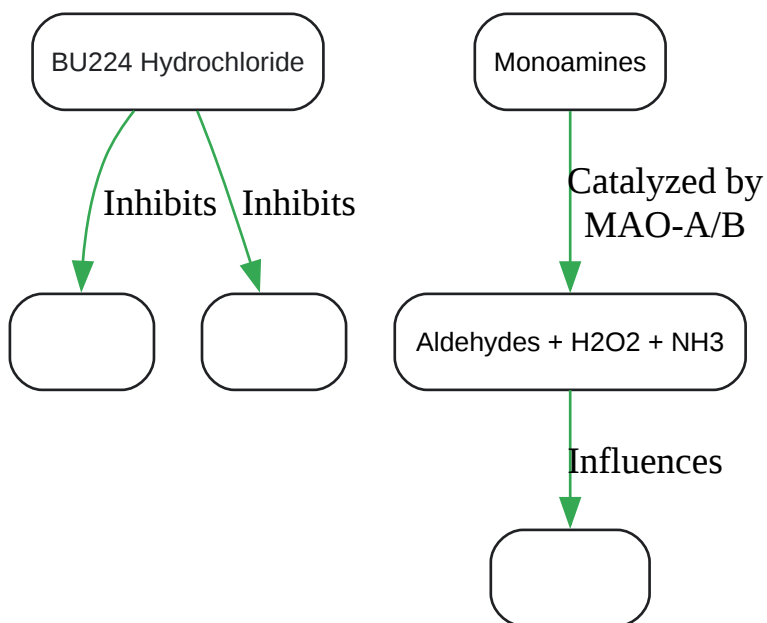 BU224 Hydrochloride
Monoamines
Inhibits
Inhibits
Catalyzed by
MAO-A/B
Aldehydes + H2O2 + NH3
Influences